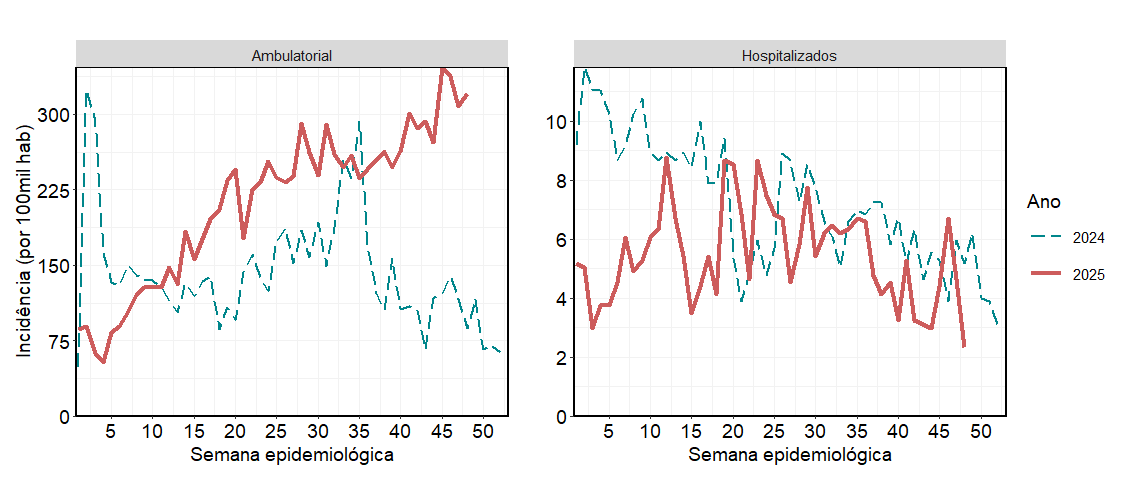 Ambulatorial
Hospitalizados
Incidência (por 100mil hab)
300
225
150
75
0
5 10 15 20 25 30 35 40 45 50
Semana epidemiológica
10
8
6
4
2
0
5 10 15 20 25 30 35 40 45 50
Semana epidemiológica
Ano
2024
2025